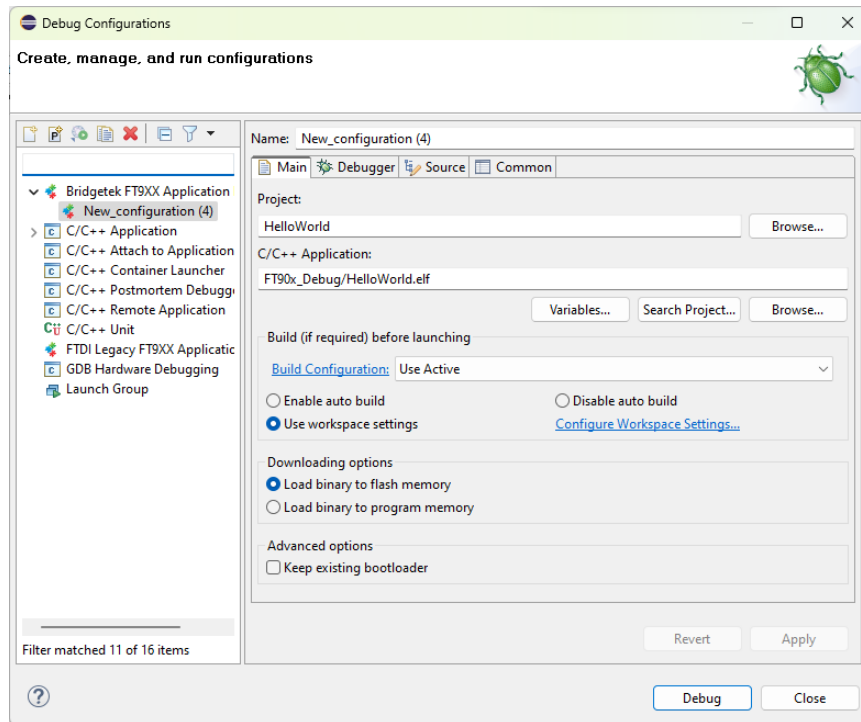 Debug Configurations
Create, manage, and run configurations
Name: New_configuration (4)
Main Debugger Source Common
Bridgetek FT9XX Application
New_configuration (4)
C/C++ Application
C/C++ Attach to Application
C/C++ Container Launcher
C/C++ Postmortem Debugg
C/C++ Remote Application
C/C++ Unit
FTDI Legacy FT9XX Applicatic
GDB Hardware Debugging
Launch Group
Filter matched 11 of 16 items
Project:
HelloWorld
Browse...
C/C++ Application:
FT90x_Debug/HelloWorld.elf
Variables... Search Project... Browse...
Build (if required) before launching
Build Configuration: Use Active
Enable auto build Disable auto build
Use workspace settings Configure Workspace Settings...
Downloading options
Load binary to flash memory
Load binary to program memory
Advanced options
Keep existing bootloader
Revert Apply
? Debug Close